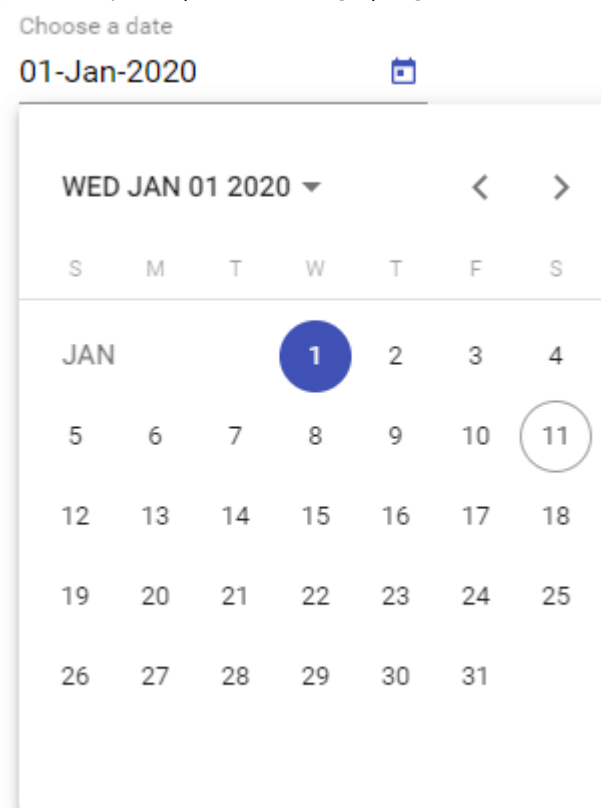 Choose a date
01-Jan-2020
WED JAN 01 2020
S M T W T F S
JAN 1 2 3 4
5 6 7 8 9 10 11
12 13 14 15 16 17 18
19 20 21 22 23 24 25
26 27 28 29 30 31